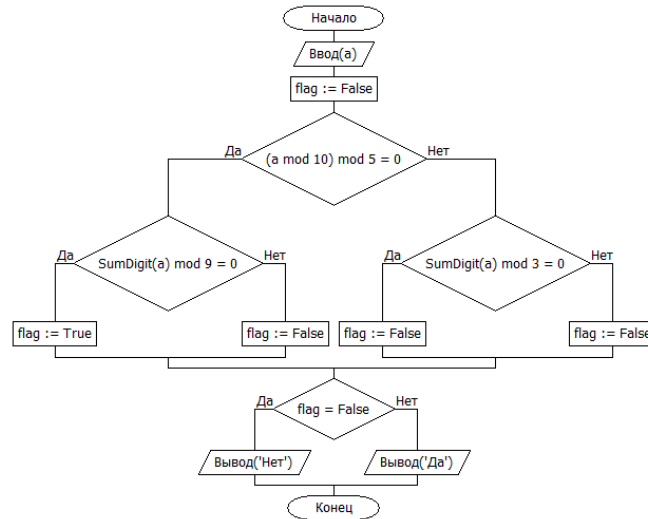 Начало
Ввод(a)
flag := False
(a mod 10) mod 5 = 0
Да
Нет
SumDigit(a) mod 9 = 0
Да
Нет
SumDigit(a) mod 3 = 0
Да
Нет
flag := True
flag := False
flag := False
flag := False
flag = False
Да
Нет
Вывод('Нет')
Вывод('Да')
Конец